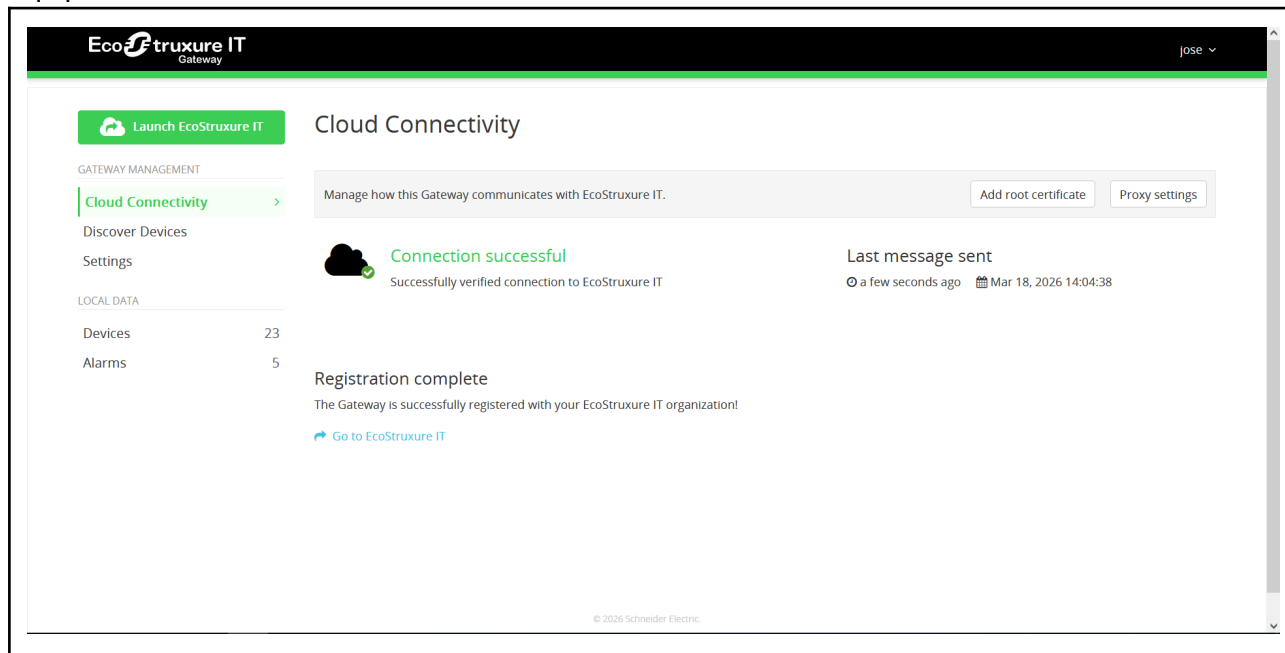 EcoStruxure IT
Gateway
jose
Launch EcoStruxure IT
Cloud Connectivity
GATEWAY MANAGEMENT
Cloud Connectivity
Discover Devices
Settings
LOCAL DATA
Devices 23
Alarms 5
Manage how this Gateway communicates with EcoStruxure IT.
Add root certificate
Proxy settings
Connection successful
Successfully verified connection to EcoStruxure IT
Last message sent
a few seconds ago Mar 18, 2026 14:04:38
Registration complete
The Gateway is successfully registered with your EcoStruxure IT organization!
Go to EcoStruxure IT
© 2026 Schneider Electric.